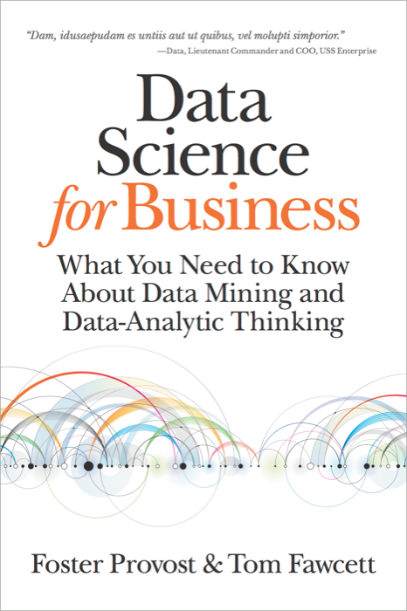 “Dam, idusaepudam es untiis aut ut quibus, vel molupti simporior.”
—Data, Lieutenant Commander and COO, USS Enterprise
Data
Science
for Business
What You Need to Know
About Data Mining and
Data-Analytic Thinking
Foster Provost & Tom Fawcett